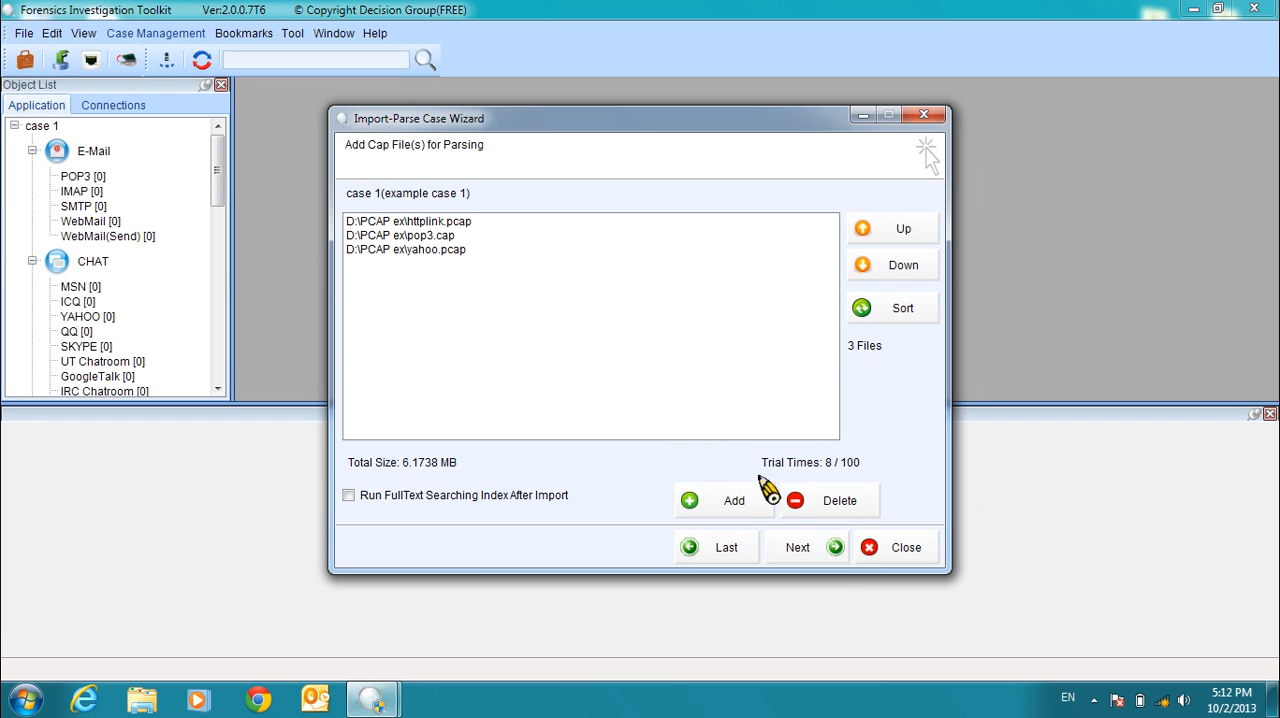 Forensics Investigation Toolkit Ver:2.0.0.7T6 © Copyright Decision Group(FREE)
File Edit View Case Management Bookmarks Tool Window Help
Object List
Application Connections
case 1
E-Mail
POP3 [0]
IMAP [0]
SMTP [0]
WebMail [0]
WebMail(Send) [0]
CHAT
MSN [0]
ICQ [0]
YAHOO [0]
QQ [0]
SKYPE [0]
UT Chatroom [0]
GoogleTalk [0]
IRC Chatroom [0]
Import-Parse Case Wizard
Add Cap File(s) for Parsing
case 1(example case 1)
D:\PCAP ex\httplink.pcap
D:\PCAP ex\pop3.cap
D:\PCAP ex\yahoo.pcap
Up
Down
Sort
3 Files
Total Size: 6.1738 MB
Trial Times: 8 / 100
Run FullText Searching Index After Import
Add
Delete
Last
Next
Close
EN
5:12 PM
10/2/2013